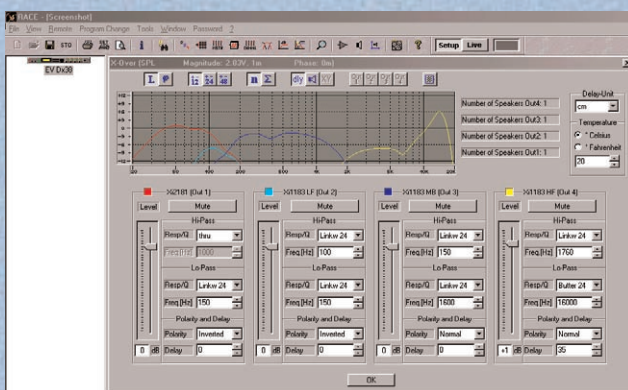 RACE - [Screenshot]
File View Remote Program Change Tools Window Password ?
STO
Setup Live
EV Dx38
X-Over (SPL Magnitude: 2.83V, 1m Phase: 0m)
L
12 24 48
n Σ
dly
XY
Number of Speakers Out4: 1
Number of Speakers Out3: 1
Number of Speakers Out2: 1
Number of Speakers Out1: 1
Delay-Unit
cm
Temperature
° Celsius
° Fahrenheit
20
Xi2181 (Out 1)
Level Mute
Hi-Pass
Resp/Q thru
Freq.[Hz] 1000
Lo-Pass
Resp/Q Linkw 24
Freq.[Hz] 150
Polarity and Delay
Polarity Inverted
0 dB Delay 0
Xi1183 LF (Out 2)
Level Mute
Hi-Pass
Resp/Q Linkw 24
Freq.[Hz] 100
Lo-Pass
Resp/Q Linkw 24
Freq.[Hz] 150
Polarity and Delay
Polarity Inverted
0 dB Delay 0
Xi1183 MB (Out 3)
Level Mute
Hi-Pass
Resp/Q Linkw 24
Freq.[Hz] 150
Lo-Pass
Resp/Q Linkw 24
Freq.[Hz] 1600
Polarity and Delay
Polarity Normal
0 dB Delay 0
Xi1183 HF (Out 4)
Level Mute
Hi-Pass
Resp/Q Linkw 24
Freq.[Hz] 1760
Lo-Pass
Resp/Q Butter 24
Freq.[Hz] 16000
Polarity and Delay
Polarity Normal
+1 dB Delay 35
OK